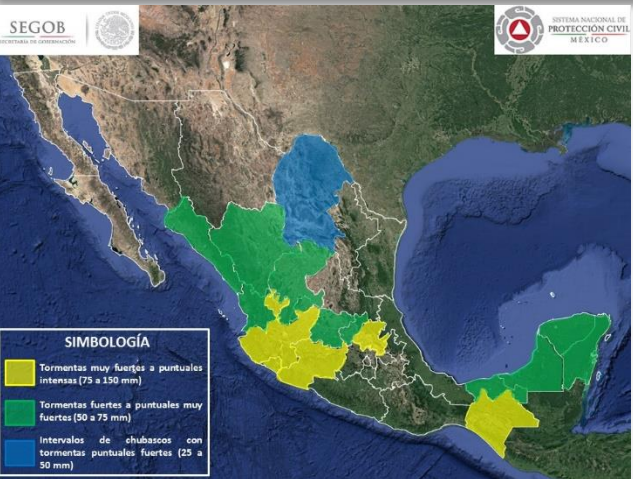 SEGOB
SECRETARÍA DE GOBERNACIÓN
SISTEMA NACIONAL DE
PROTECCIÓN CIVIL
MÉXICO
SIMBOLOGÍA
Tormentas muy fuertes a puntuales
intensas (75 a 150 mm)
Tormentas fuertes a puntuales muy
fuertes (50 a 75 mm)
Intervalos de chubascos con
tormentas puntuales fuertes (25 a
50 mm)